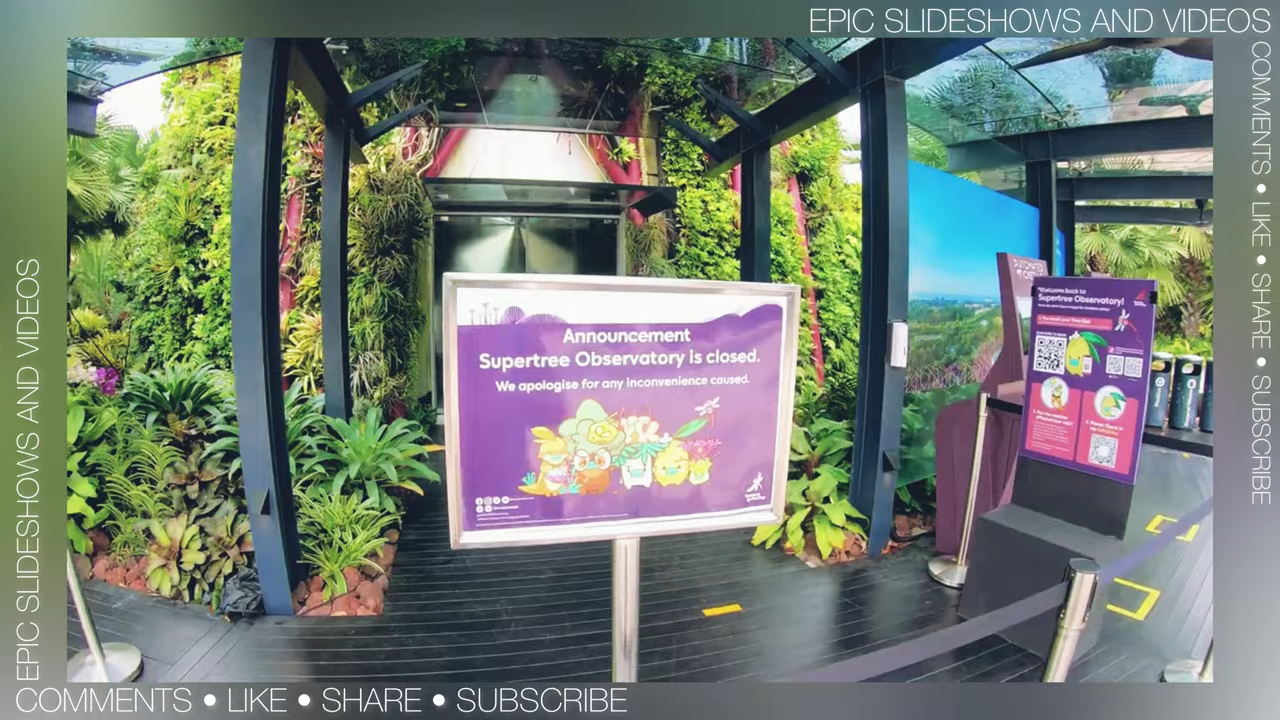 EPIC SLIDESHOWS AND VIDEOS
COMMENTS • LIKE • SHARE • SUBSCRIBE
Announcement
Supertree Observatory is closed.
We apologise for any inconvenience caused.
Welcome back to
Supertree Observatory!
EPIC SLIDESHOWS AND VIDEOS
COMMENTS • LIKE • SHARE • SUBSCRIBE